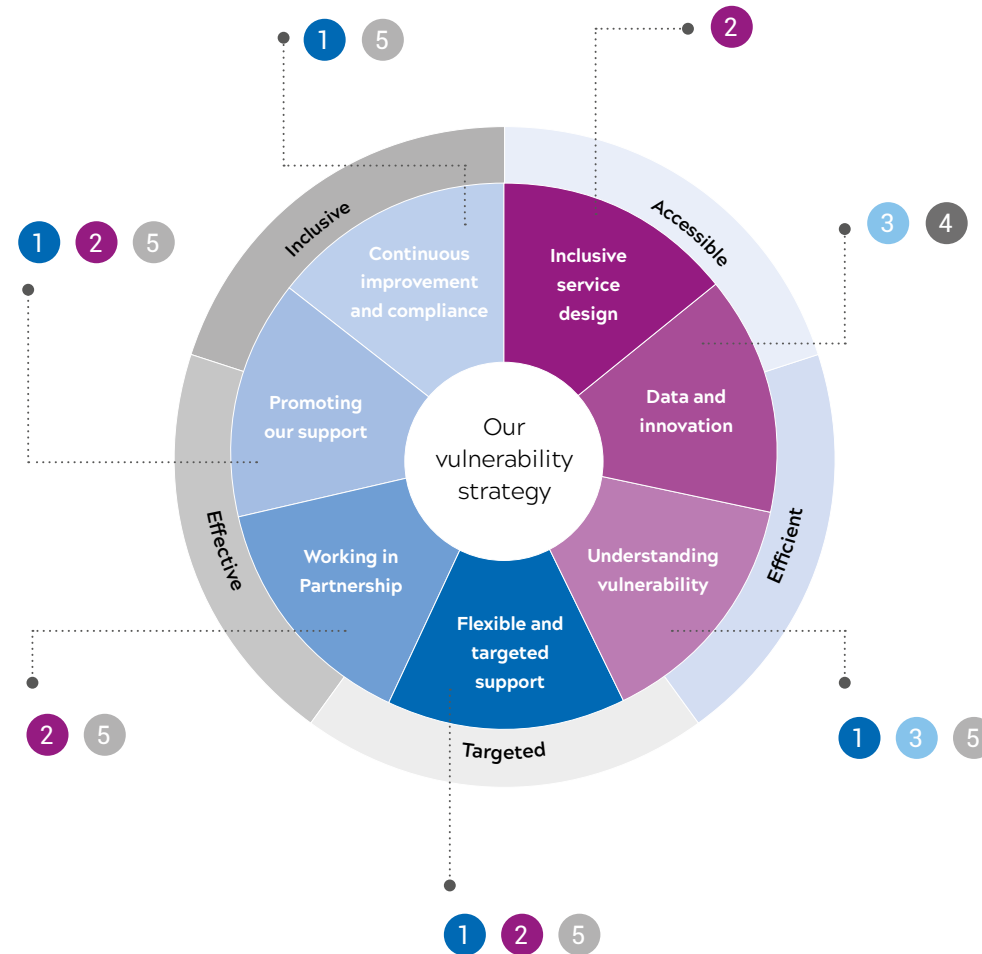 1 5
2
Inclusive
Accessible
1 2 5
3 4
Continuous
improvement
and compliance
Inclusive
service
design
Promoting
our support
Data and
innovation
Our
vulnerability
strategy
Effective
Efficient
Working in
Partnership
Understanding
vulnerability
Flexible and
targeted
support
Targeted
2 5
1 3 5
1 2 5